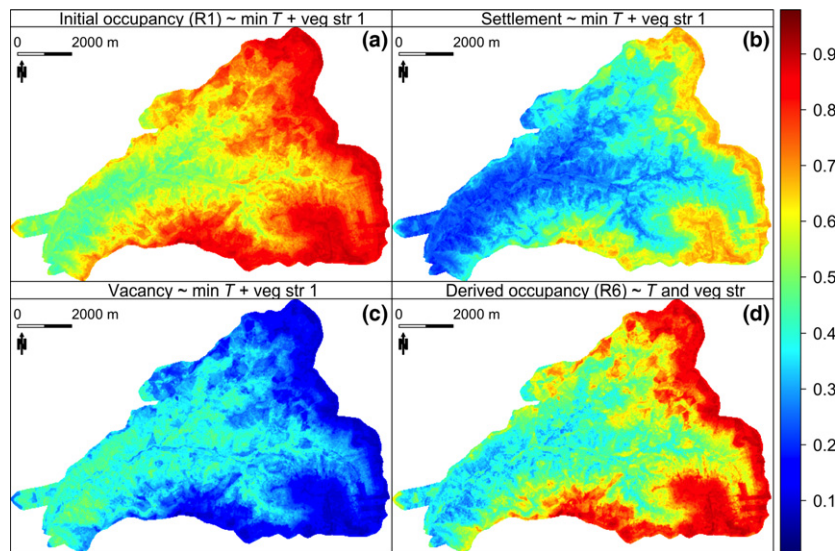 Initial occupancy (R1) ~ min T + veg str 1
Settlement ~ min T + veg str 1
0 2000 m
(a)
N
0 2000 m
(b)
N
Vacancy ~ min T + veg str 1
Derived occupancy (R6) ~ T and veg str
0 2000 m
(c)
N
0 2000 m
(d)
N
0.9
0.8
0.7
0.6
0.5
0.4
0.3
0.2
0.1